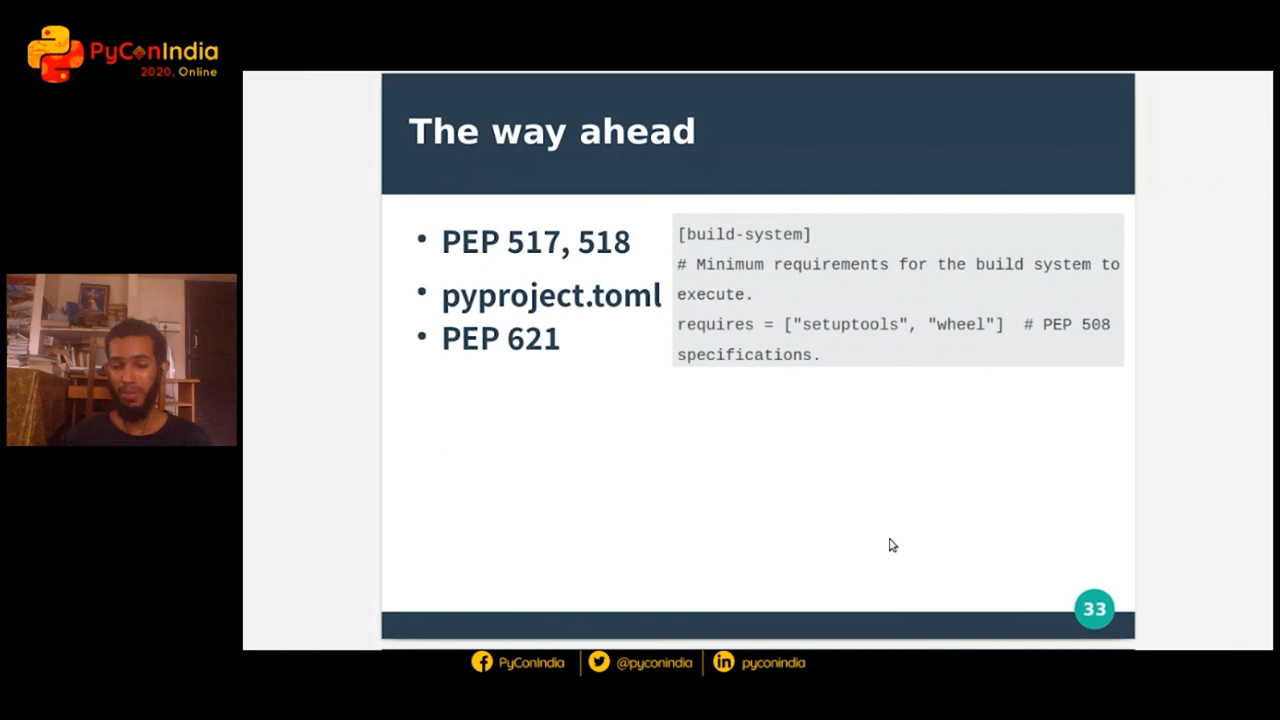 PyConIndia
2020, Online
The way ahead
• PEP 517, 518
• pyproject.toml
• PEP 621
[build-system]
# Minimum requirements for the build system to
execute.
requires = ["setuptools", "wheel"]  # PEP 508
specifications.
33
PyConIndia
@pyconindia
pyconindia